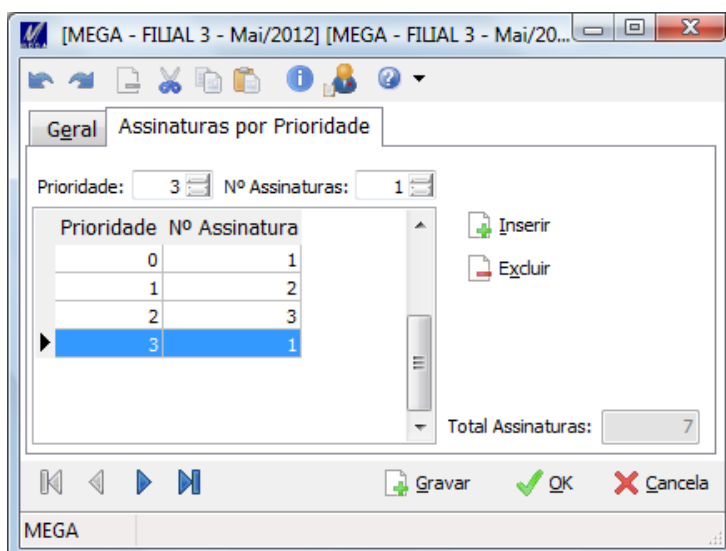 [MEGA - FILIAL 3 - Mai/2012] [MEGA - FILIAL 3 - Mai/20...
MEGA
Geral Assinaturas por Prioridade
Prioridade: 3 Nº Assinaturas: 1
Prioridade Nº Assinatura
0 1
1 2
2 3
3 1
Inserir
Excluir
Total Assinaturas: 7
Gravar OK Cancela
MEGA